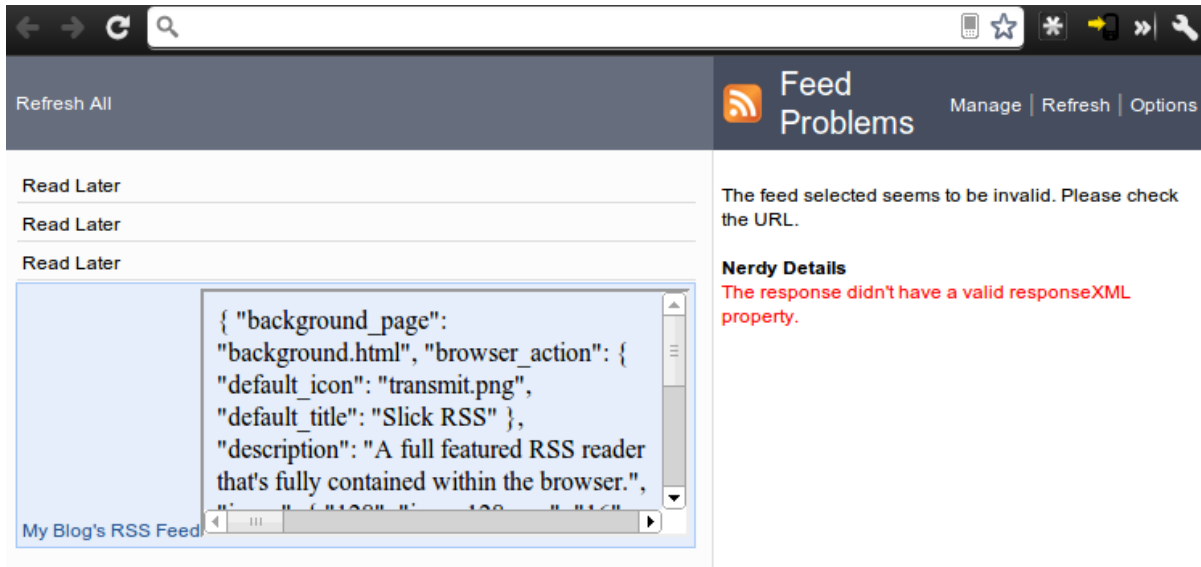 Refresh All
Feed
Problems
Manage | Refresh | Options
Read Later
Read Later
Read Later
My Blog's RSS Feed
{ "background_page":
"background.html", "browser_action": {
"default_icon": "transmit.png",
"default_title": "Slick RSS" },
"description": "A full featured RSS reader
that's fully contained within the browser.",
The feed selected seems to be invalid. Please check
the URL.
Nerdy Details
The response didn't have a valid responseXML
property.